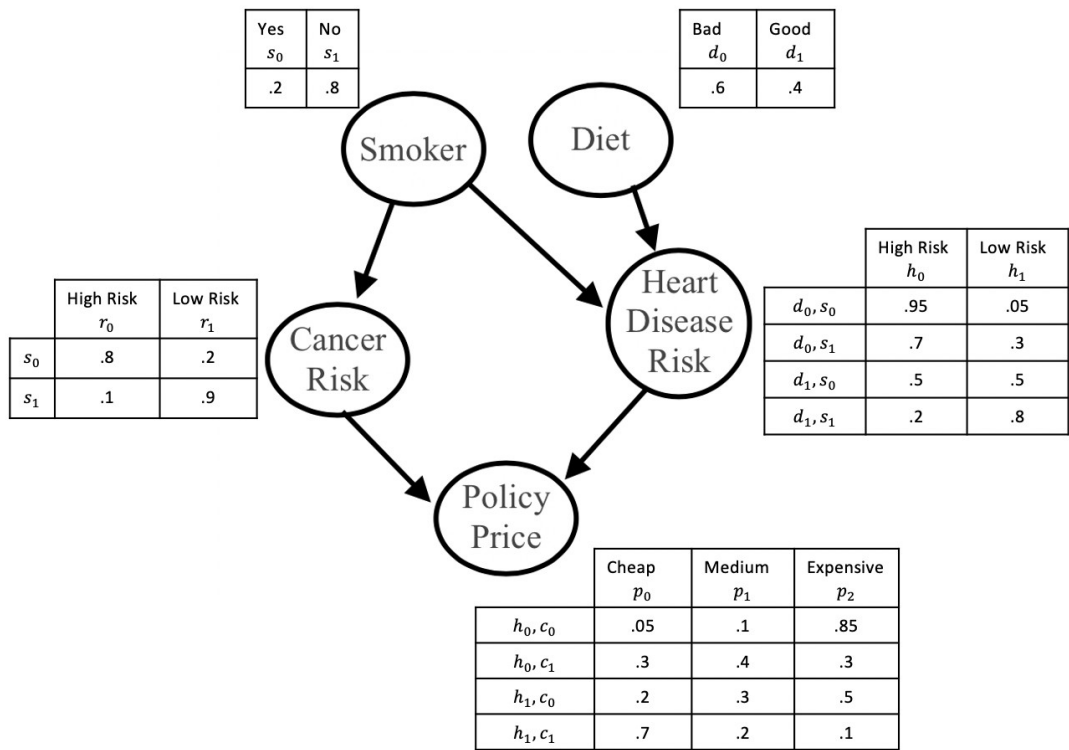 Yes No
s₀ s₁
.2 .8
Bad Good
d₀ d₁
.6 .4
Smoker
Diet
High Risk Low Risk
r₀ r₁
s₀ .8 .2
s₁ .1 .9
Cancer
Risk
Heart
Disease
Risk
High Risk Low Risk
h₀ h₁
d₀, s₀ .95 .05
d₀, s₁ .7 .3
d₁, s₀ .5 .5
d₁, s₁ .2 .8
Policy
Price
Cheap Medium Expensive
p₀ p₁ p₂
h₀, c₀ .05 .1 .85
h₀, c₁ .3 .4 .3
h₁, c₀ .2 .3 .5
h₁, c₁ .7 .2 .1